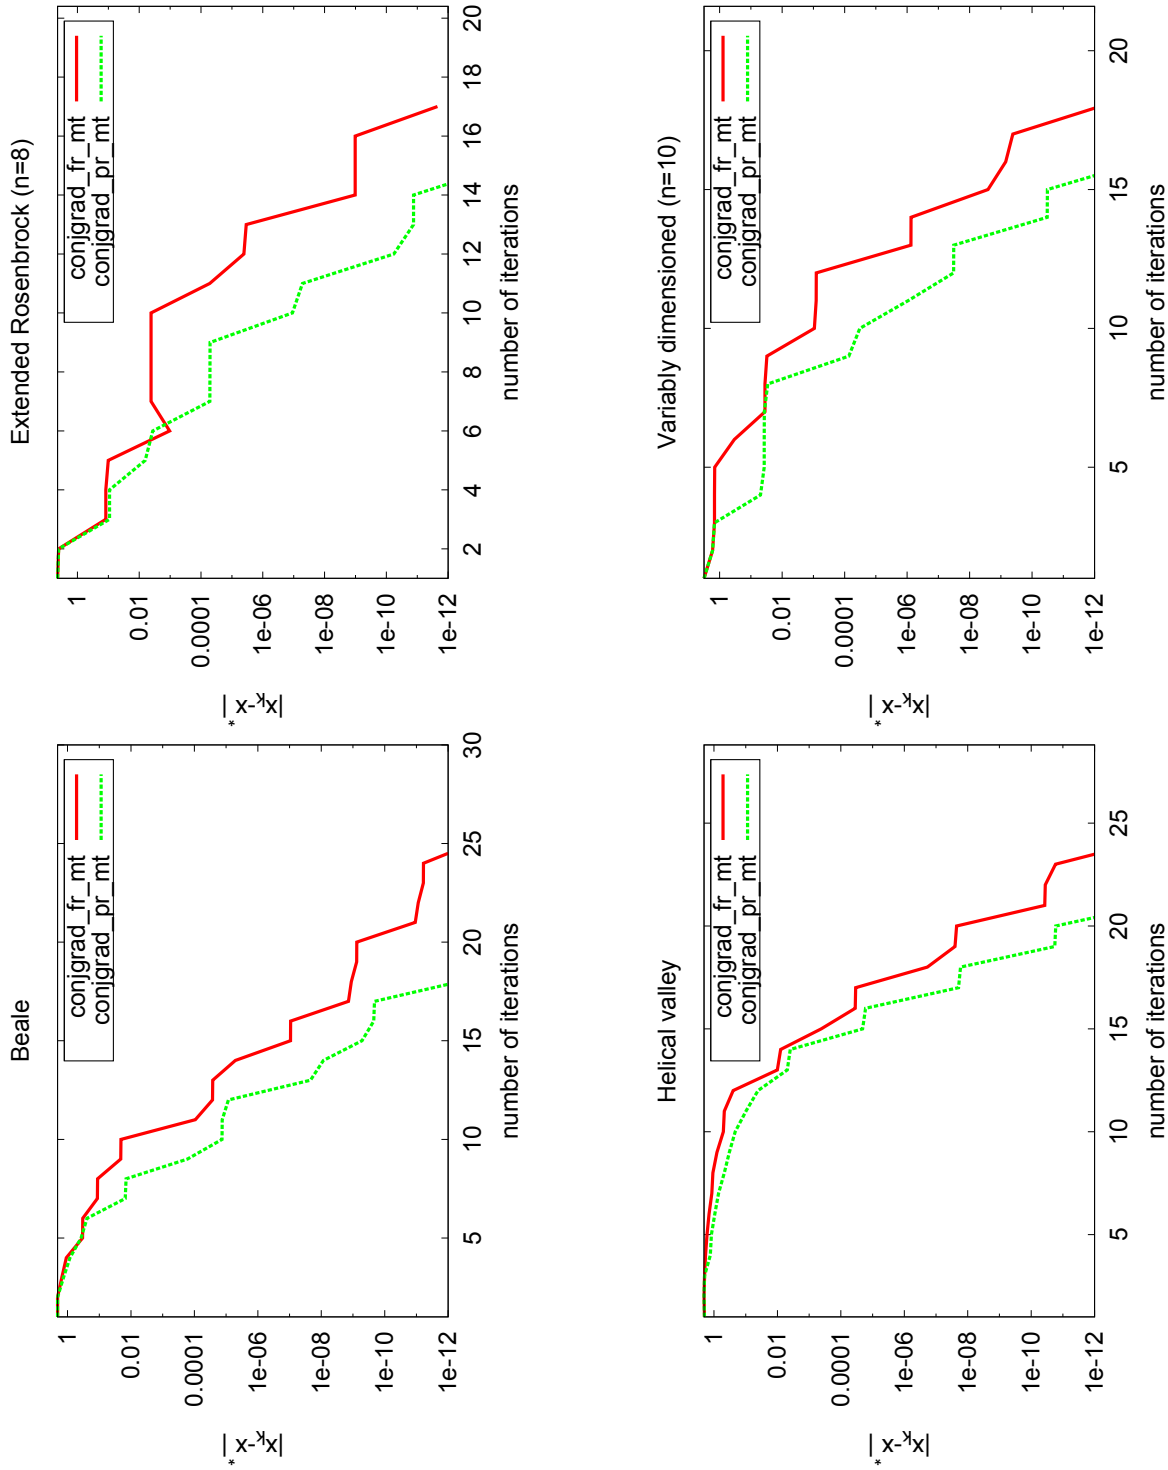 Beale
conjgrad_fr_mt
conjgrad_pr_mt
1
0.01
0.0001
1e-06
1e-08
1e-10
1e-12
5
10
15
20
25
30
|x_k-x_*|
number of iterations
Extended Rosenbrock (n=8)
conjgrad_fr_mt
conjgrad_pr_mt
1
0.01
0.0001
1e-06
1e-08
1e-10
1e-12
2
4
6
8
10
12
14
16
18
20
|x_k-x_*|
number of iterations
Helical valley
conjgrad_fr_mt
conjgrad_pr_mt
1
0.01
0.0001
1e-06
1e-08
1e-10
1e-12
5
10
15
20
25
|x_k-x_*|
number of iterations
Variably dimensioned (n=10)
conjgrad_fr_mt
conjgrad_pr_mt
1
0.01
0.0001
1e-06
1e-08
1e-10
1e-12
5
10
15
20
|x_k-x_*|
number of iterations